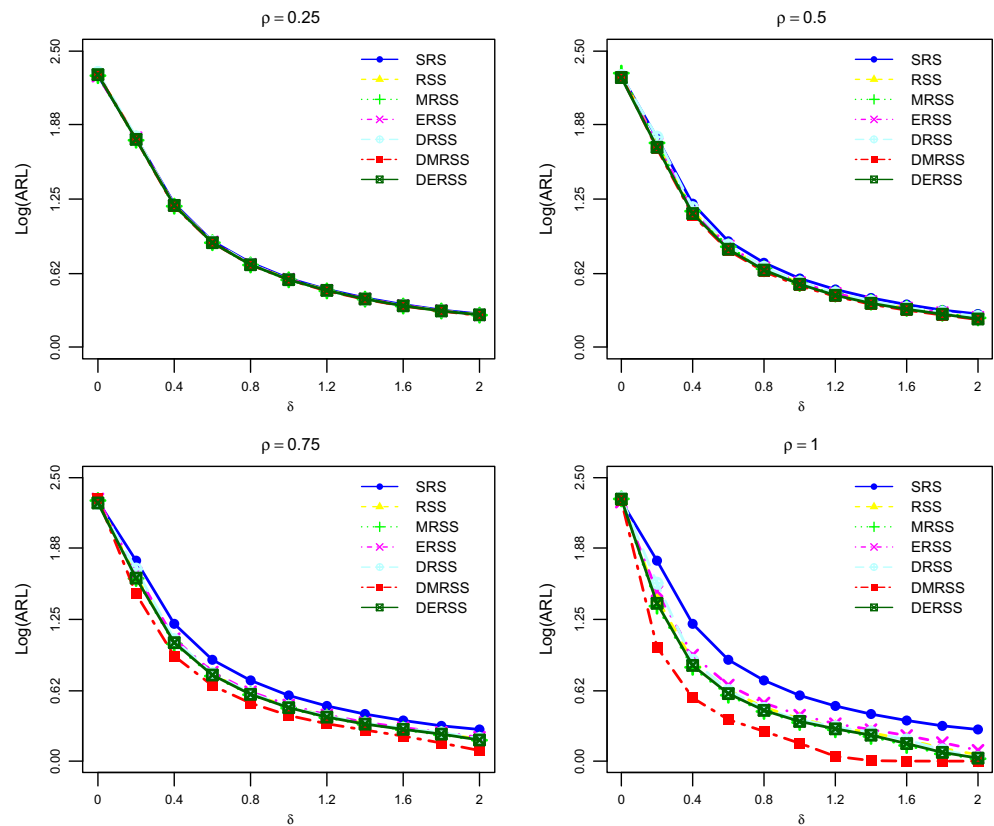 ρ = 0.25
Log(ARL)
2.50
1.88
1.25
0.62
0.00
SRS
RSS
MRSS
ERSS
DRSS
DMRSS
DERSS
0 0.4 0.8 1.2 1.6 2
δ
ρ = 0.5
Log(ARL)
2.50
1.88
1.25
0.62
0.00
SRS
RSS
MRSS
ERSS
DRSS
DMRSS
DERSS
0 0.4 0.8 1.2 1.6 2
δ
ρ = 0.75
Log(ARL)
2.50
1.88
1.25
0.62
0.00
SRS
RSS
MRSS
ERSS
DRSS
DMRSS
DERSS
0 0.4 0.8 1.2 1.6 2
δ
ρ = 1
Log(ARL)
2.50
1.88
1.25
0.62
0.00
SRS
RSS
MRSS
ERSS
DRSS
DMRSS
DERSS
0 0.4 0.8 1.2 1.6 2
δ